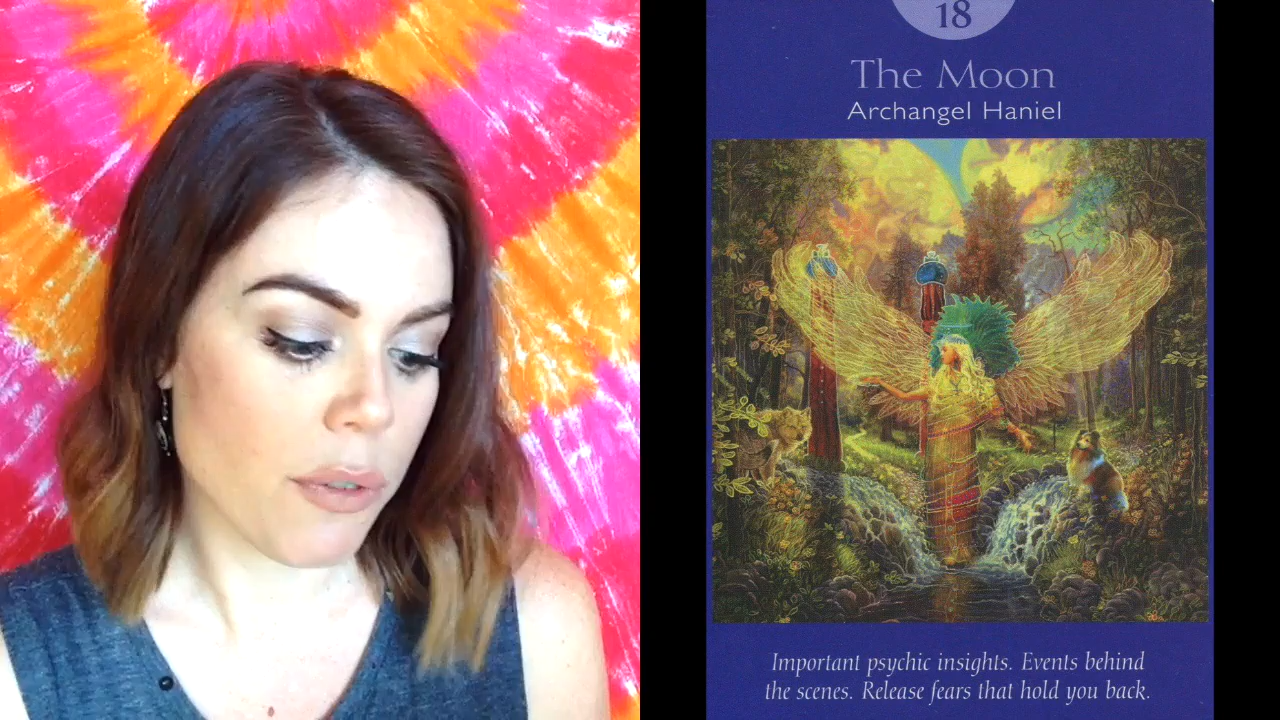 18
The Moon
Archangel Haniel
Important psychic insights. Events behind
the scenes. Release fears that hold you back.